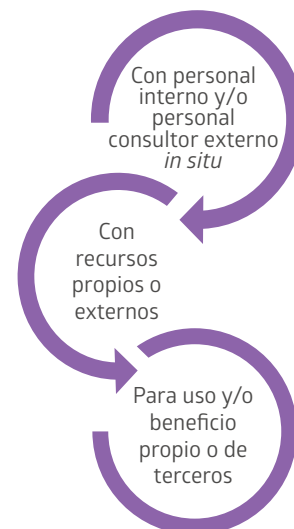 Con personal
interno y/o
personal
consultor externo
in situ
Con
recursos
propios o
externos
Para uso y/o
beneficio
propio o de
terceros